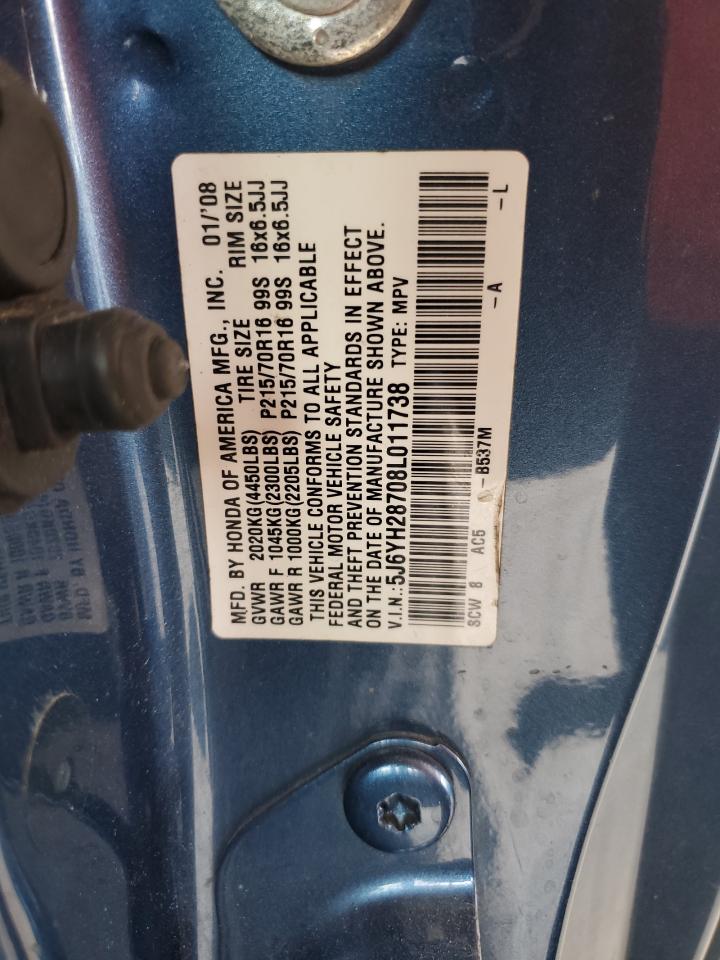 MFD. BY HONDA OF AMERICA MFG., INC. 01/'08
GVWR 2020KG(4450LBS) TIRE SIZE RIM SIZE
GAWR F 1045KG(2300LBS) P215/70R16 99S 16x6.5JJ
GAWR R 1000KG(2205LBS) P215/70R16 99S 16x6.5JJ
THIS VEHICLE CONFORMS TO ALL APPLICABLE
FEDERAL MOTOR VEHICLE SAFETY
AND THEFT PREVENTION STANDARDS IN EFFECT
ON THE DATE OF MANUFACTURE SHOWN ABOVE.
V.I.N.:5J6YH28708L011738 TYPE: MPV
SCW 8 AC5 -B537M -A -L